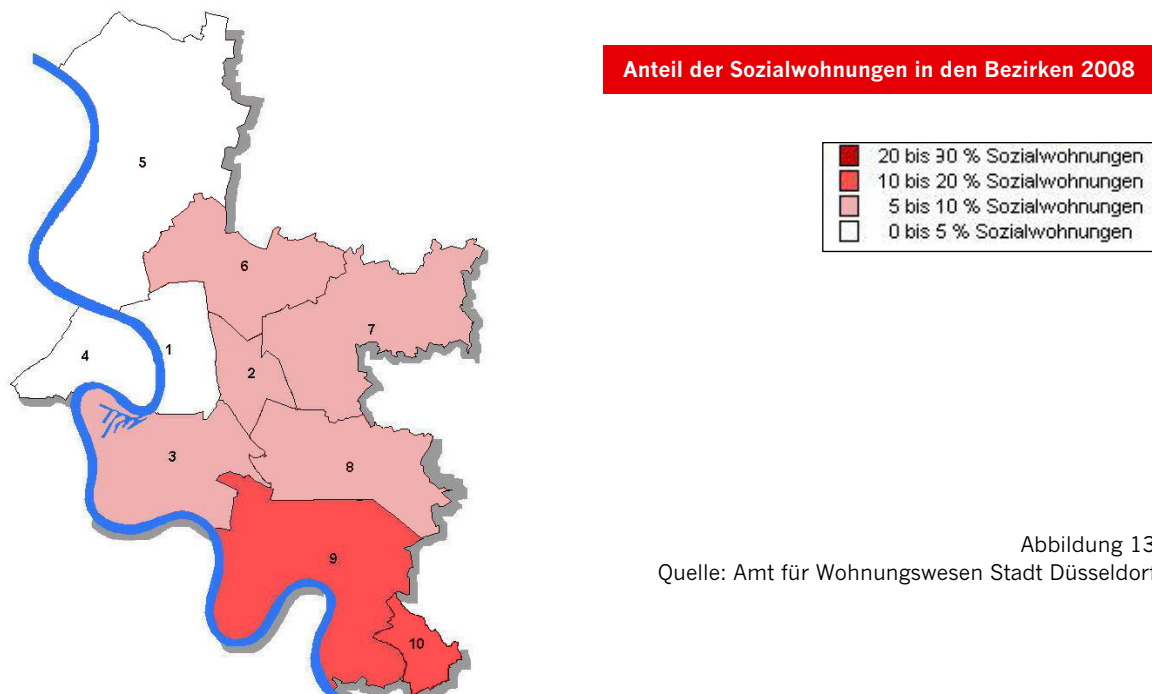 Anteil der Sozialwohnungen in den Bezirken 2008
20 bis 30 % Sozialwohnungen
10 bis 20 % Sozialwohnungen
5 bis 10 % Sozialwohnungen
0 bis 5 % Sozialwohnungen
5
6
7
1
4
2
3
8
9
10
Abbildung 13
Quelle: Amt für Wohnungswesen Stadt Düsseldorf